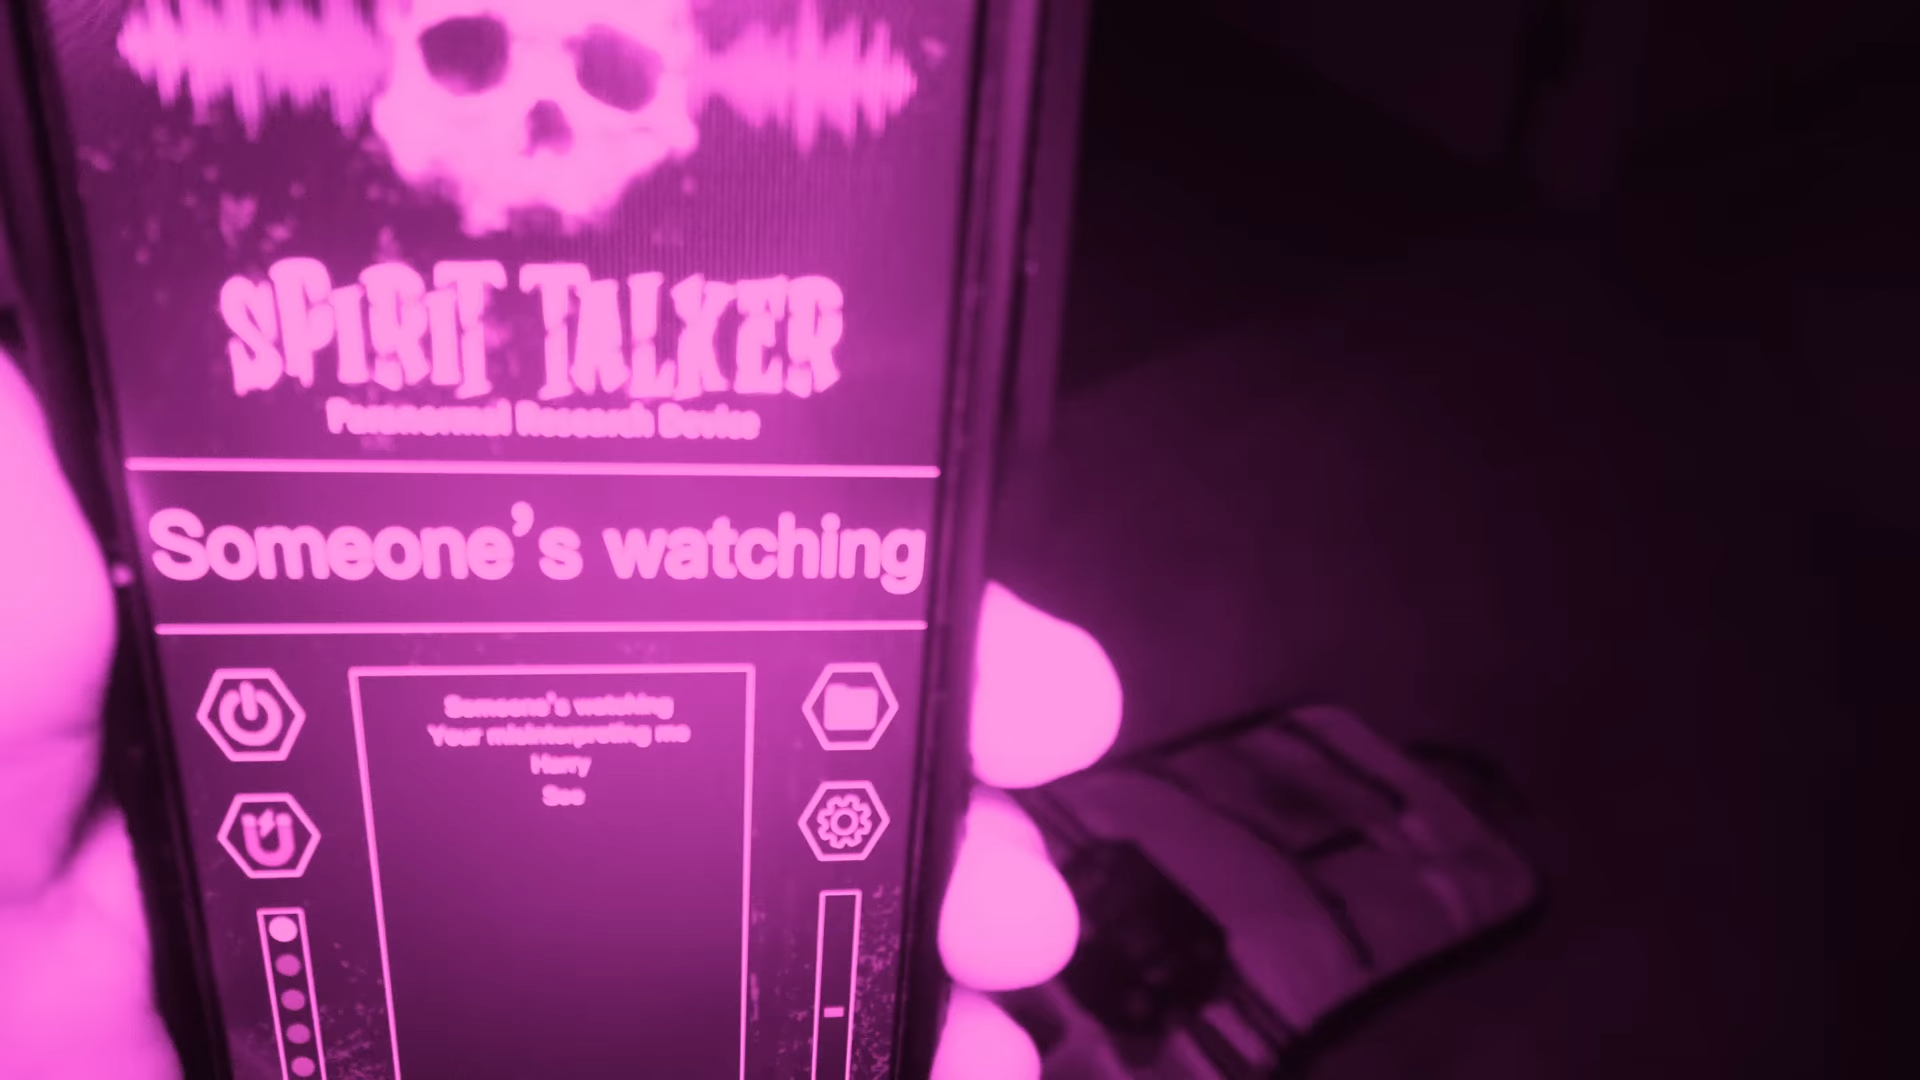 SPIRIT TALKER
Paranormal Research Device
Someone's watching
Someone's watching
Your misinterpreting me
Harry
See